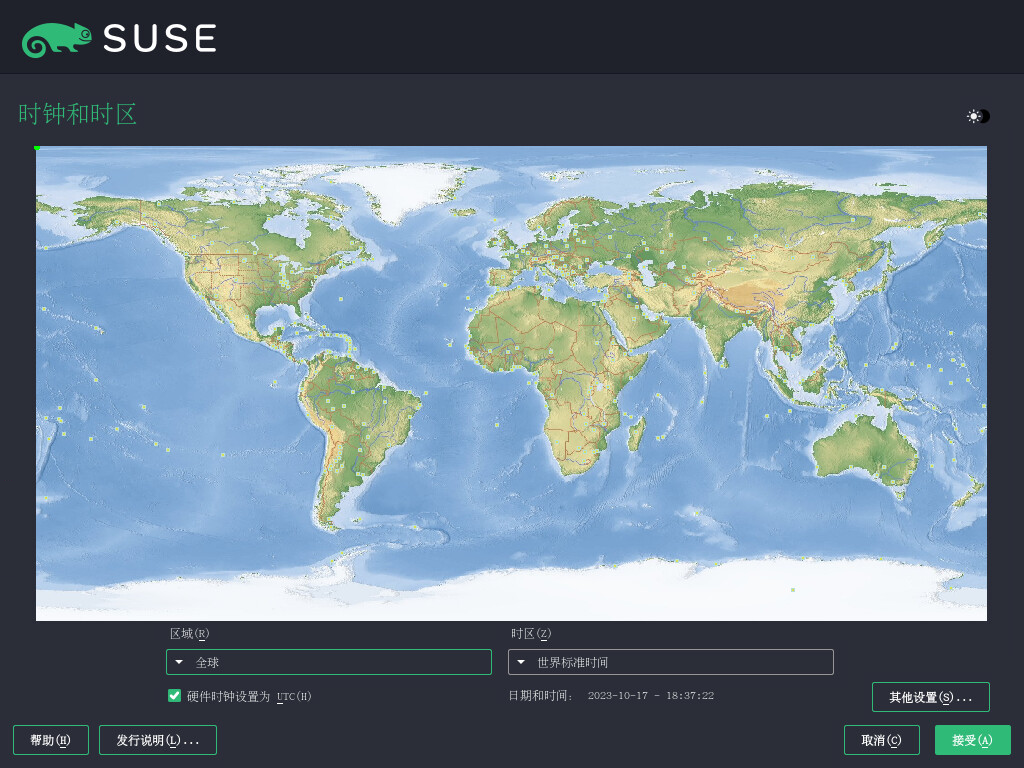 SUSE
时钟和时区
区域(R)
时区(Z)
全球
世界标准时间
硬件时钟设置为 UTC(H)
日期和时间: 2023-10-17 - 18:37:22
其他设置(S)...
帮助(H)
发行说明(L)...
取消(C)
接受(A)